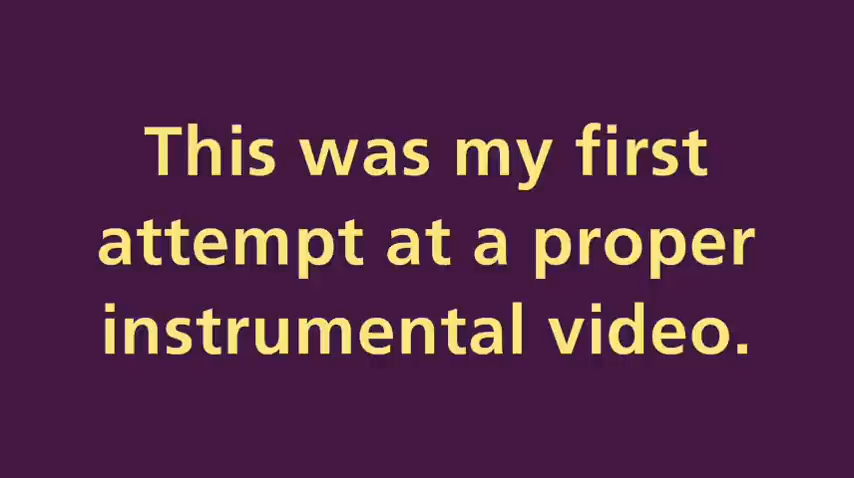 This was my first
attempt at a proper
instrumental video.